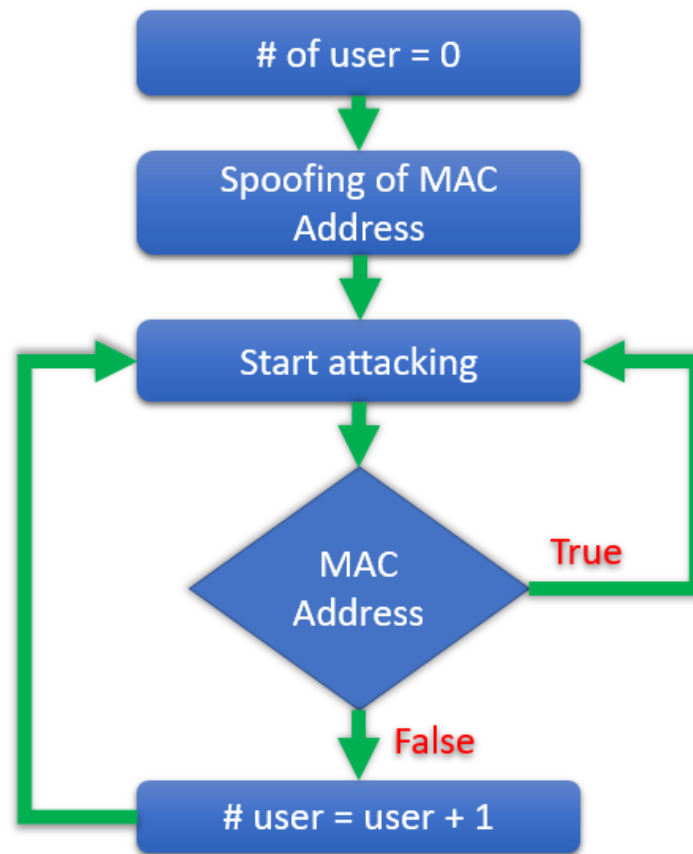 # of user = 0
Spoofing of MAC
Address
Start attacking
MAC
Address
True
False
# user = user + 1